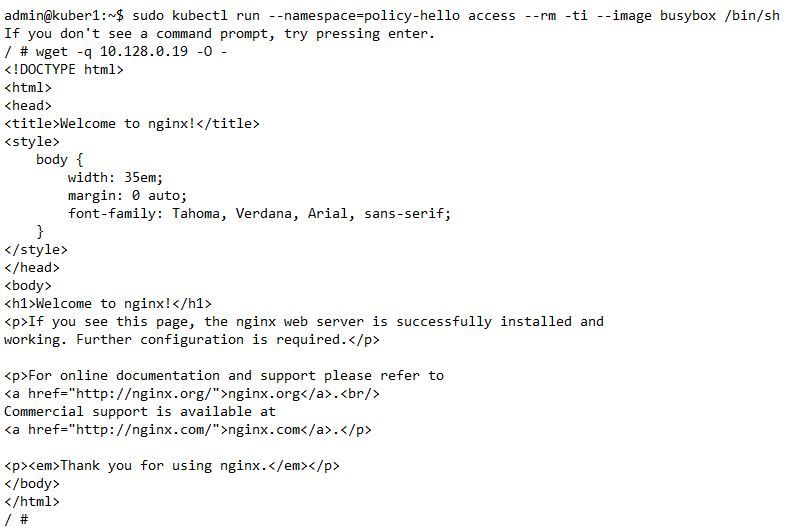 admin@kuber1:~$ sudo kubectl run --namespace=policy-hello access --rm -ti --image busybox /bin/sh
If you don't see a command prompt, try pressing enter.
/ # wget -q 10.128.0.19 -O -
<!DOCTYPE html>
<html>
<head>
<title>Welcome to nginx!</title>
<style>
    body {
        width: 35em;
        margin: 0 auto;
        font-family: Tahoma, Verdana, Arial, sans-serif;
    }
</style>
</head>
<body>
<h1>Welcome to nginx!</h1>
<p>If you see this page, the nginx web server is successfully installed and
working. Further configuration is required.</p>

<p>For online documentation and support please refer to
<a href="http://nginx.org/">nginx.org</a>.<br/>
Commercial support is available at
<a href="http://nginx.com/">nginx.com</a>.</p>

<p><em>Thank you for using nginx.</em></p>
</body>
</html>
/ #